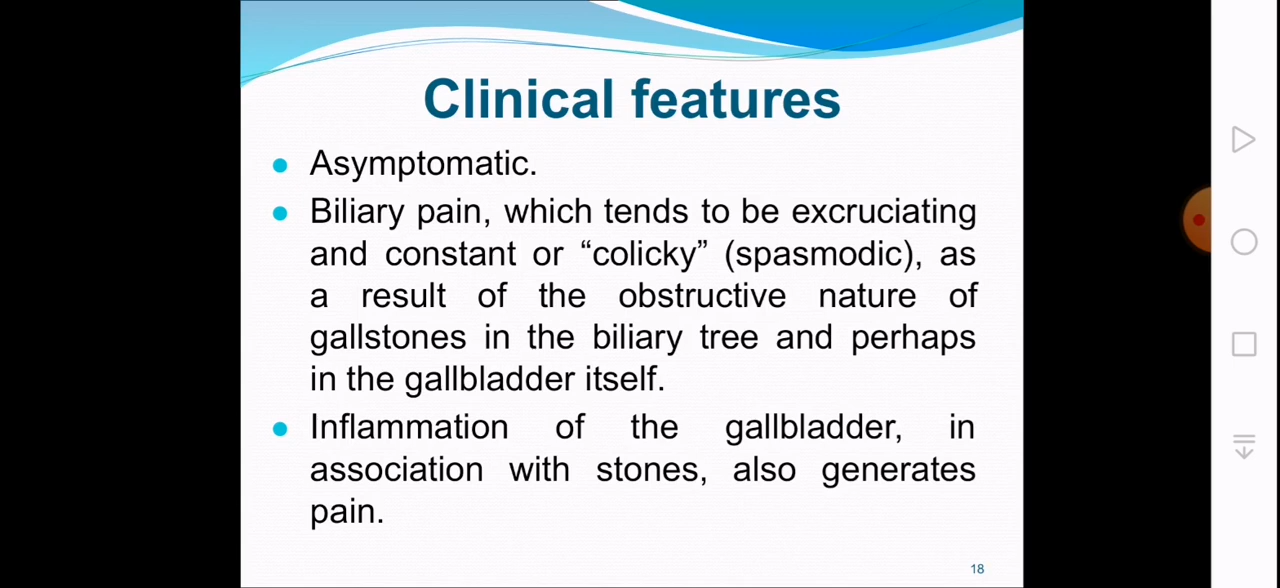 Clinical features
Asymptomatic.
Biliary pain, which tends to be excruciating
and constant or “colicky” (spasmodic), as
a result of the obstructive nature of
gallstones in the biliary tree and perhaps
in the gallbladder itself.
Inflammation of the gallbladder, in
association with stones, also generates
pain.
18